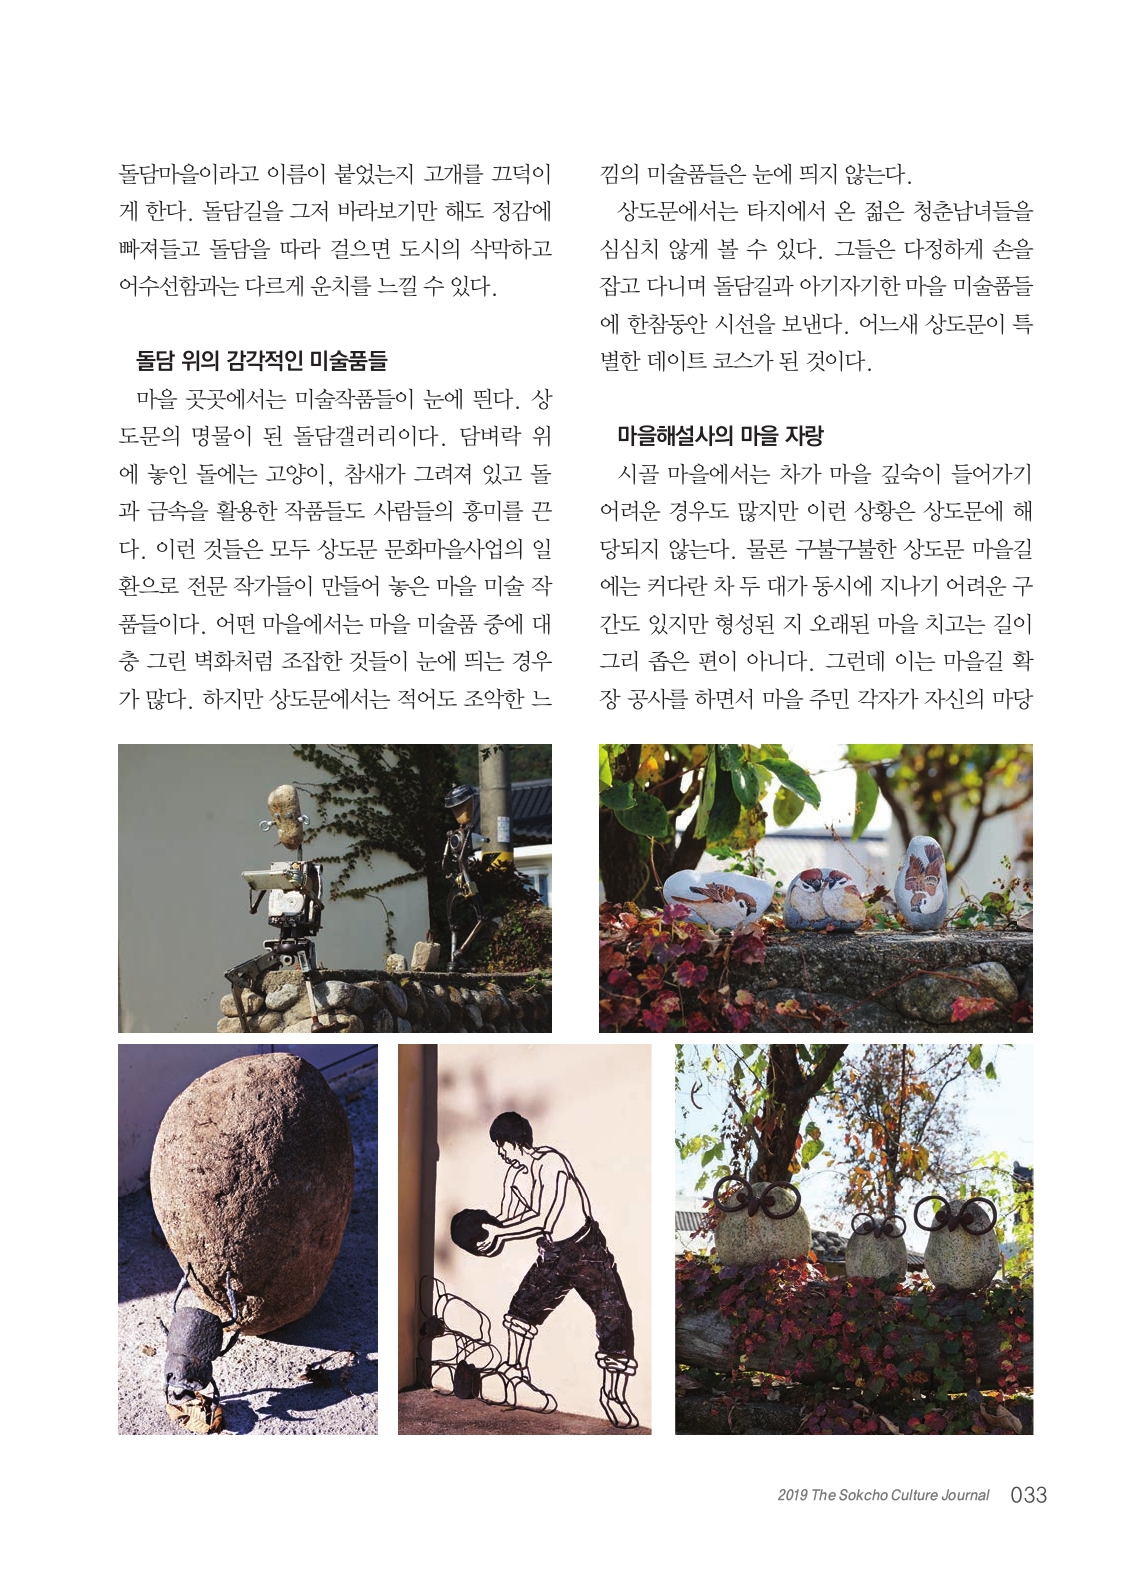 돌담마을이라고 이름이 붙었는지 고개를 끄덕이
게 한다. 돌담길을 그저 바라보기만 해도 정감에
빠져들고 돌담을 따라 걸으면 도시의 삭막하고
어수선함과는 다르게 운치를 느낄 수 있다.
돌담 위의 감각적인 미술품들
마을 곳곳에서는 미술작품들이 눈에 띈다. 상
도문의 명물이 된 돌담갤러리이다. 담벼락 위
에 놓인 돌에는 고양이, 참새가 그려져 있고 돌
과 금속을 활용한 작품들도 사람들의 흥미를 끈
다. 이런 것들은 모두 상도문 문화마을사업의 일
환으로 전문 작가들이 만들어 놓은 마을 미술 작
품들이다. 어떤 마을에서는 마을 미술품 중에 대
충 그린 벽화처럼 조잡한 것들이 눈에 띄는 경우
가 많다. 하지만 상도문에서는 적어도 조악한 느
낌의 미술품들은 눈에 띄지 않는다.
상도문에서는 타지에서 온 젊은 청춘남녀들을
심심치 않게 볼 수 있다. 그들은 다정하게 손을
잡고 다니며 돌담길과 아기자기한 마을 미술품들
에 한참동안 시선을 보낸다. 어느새 상도문이 특
별한 데이트 코스가 된 것이다.
마을해설사의 마을 자랑
시골 마을에서는 차가 마을 깊숙이 들어가기
어려운 경우도 많지만 이런 상황은 상도문에 해
당되지 않는다. 물론 구불구불한 상도문 마을길
에는 커다란 차 두 대가 동시에 지나기 어려운 구
간도 있지만 형성된 지 오래된 마을 치고는 길이
그리 좁은 편이 아니다. 그런데 이는 마을길 확
장 공사를 하면서 마을 주민 각자가 자신의 마당
2019 The Sokcho Culture Journal 033